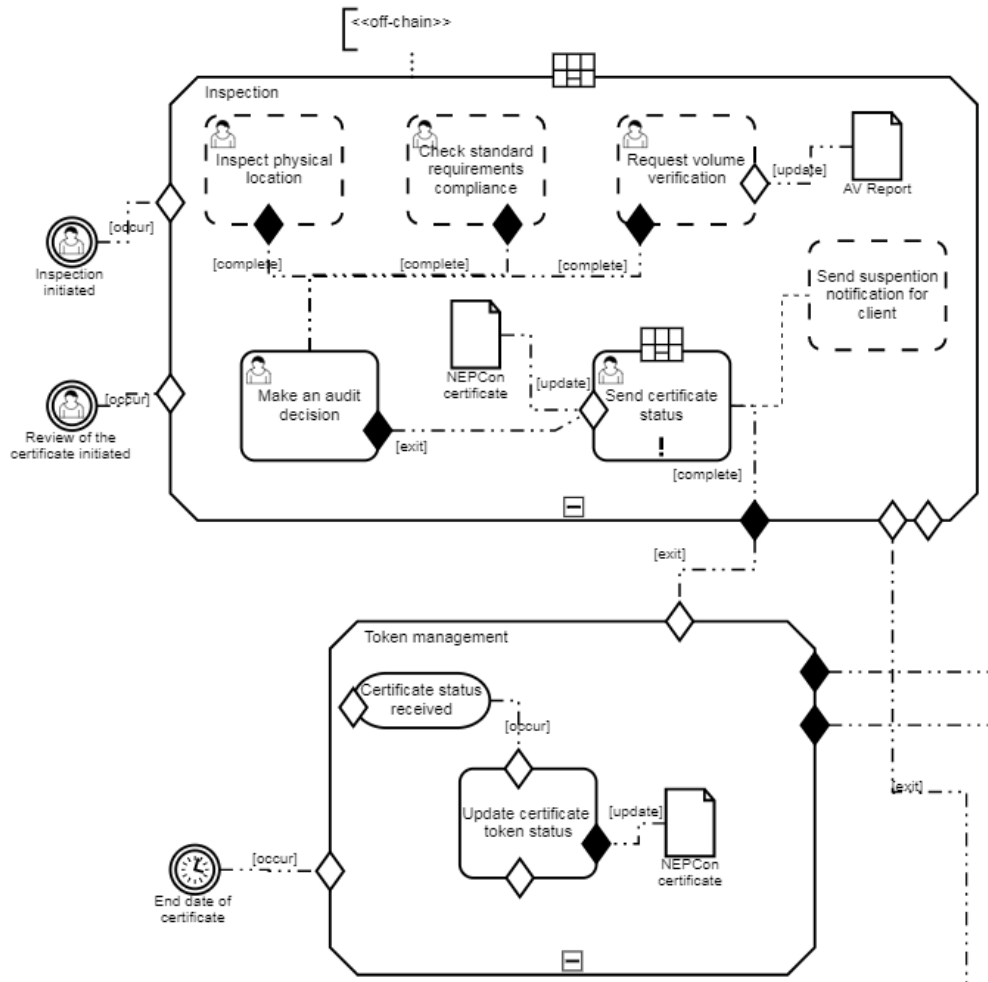 <<off-chain>>
Inspection
Inspect physical
location
Check standard
requirements
compliance
Request volume
verification
[update]
AV Report
[occur]
Inspection
initiated
[complete]
[complete]
[complete]
Send suspention
notification for
client
NEPCon
certificate
[update]
Make an audit
decision
Send certificate
status
!
[exit]
[occur]
Review of the
certificate initiated
[complete]
[exit]
Token management
Certificate status
received
[occur]
[exit]
Update certificate
token status
[update]
NEPCon
certificate
[occur]
End date of
certificate